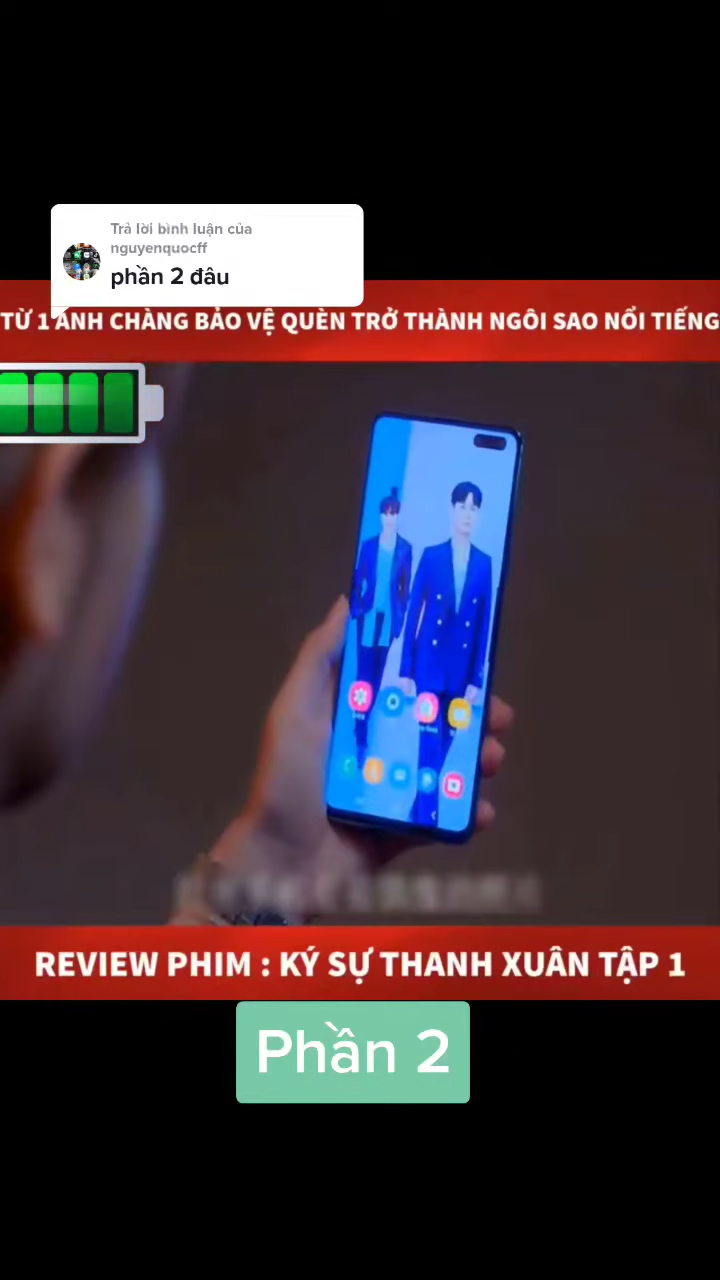 Trả lời bình luận của
nguyenquocff
phần 2 đâu
TỪ 1 ANH CHÀNG BẢO VỆ QUÈN TRỞ THÀNH NGÔI SAO NỔI TIẾNG
REVIEW PHIM : KÝ SỰ THANH XUÂN TẬP 1
Phần 2